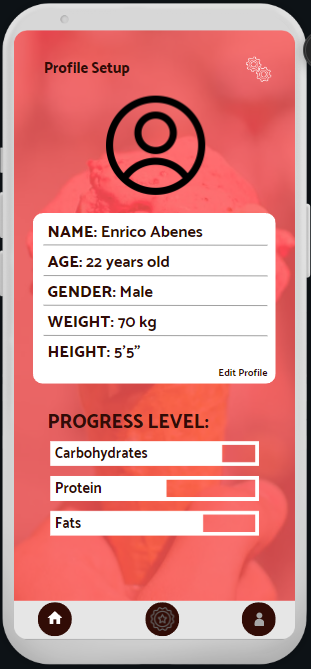 Profile Setup
NAME: Enrico Abenes
AGE: 22 years old
GENDER: Male
WEIGHT: 70 kg
HEIGHT: 5'5"
Edit Profile
PROGRESS LEVEL:
Carbohydrates
Protein
Fats